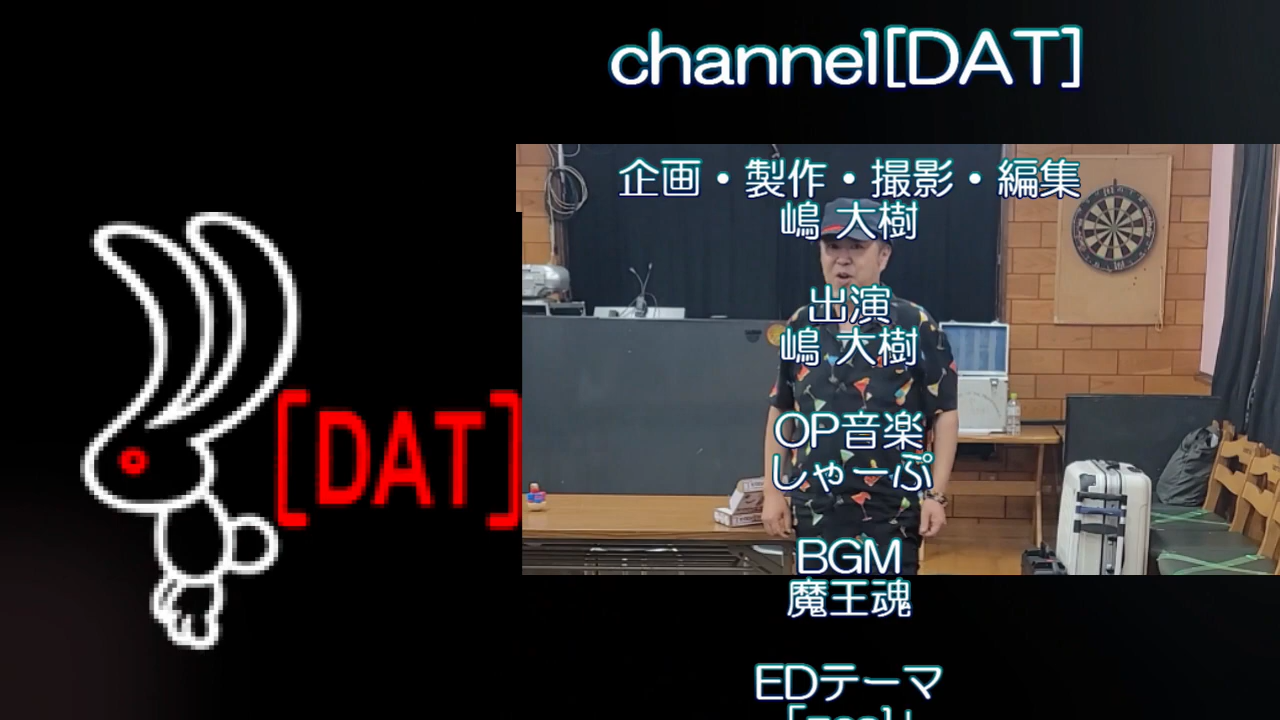 channel[DAT]
企画・製作・撮影・編集
嶋 大樹
出演
嶋 大樹
[DAT]
OP音楽
しゃーぷ
BGM
魔王魂
EDテーマ